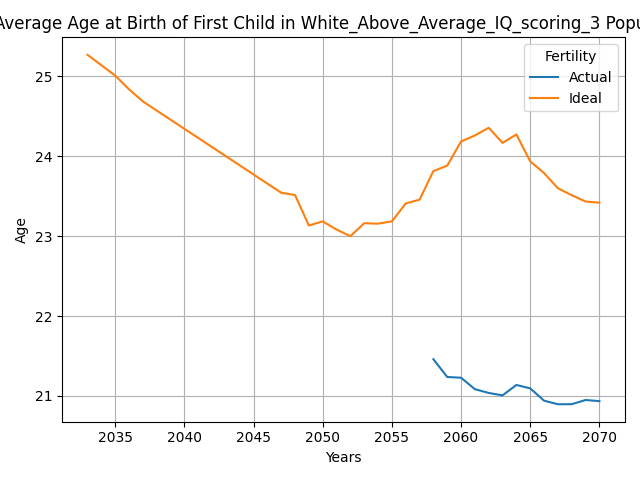 Average Age at Birth of First Child in White_Above_Average_IQ_scoring_3 Popu
Fertility
Actual
Ideal
Age
25
24
23
22
21
2035 2040 2045 2050 2055 2060 2065 2070
Years